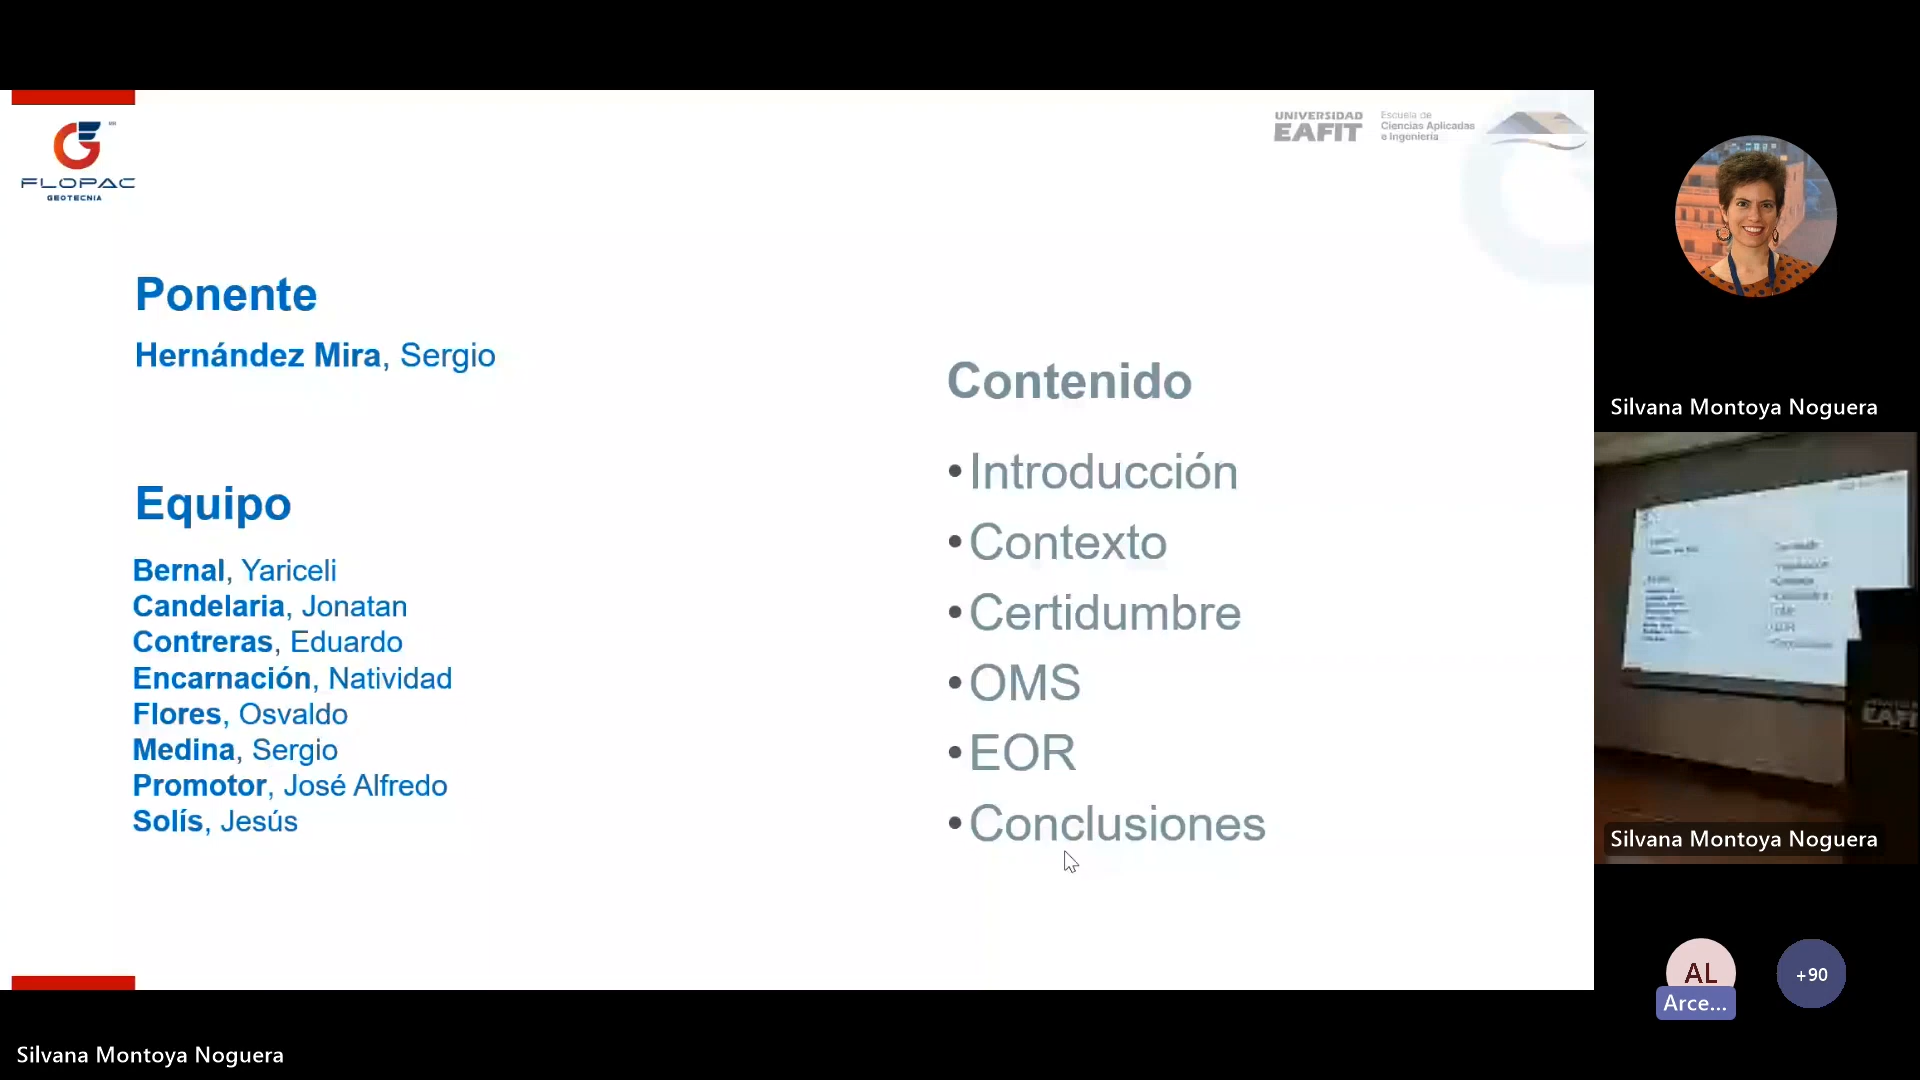 FLOPAC
GEOTECNIA
UNIVERSIDAD
EAFIT
Escuela de
Ciencias Aplicadas
e Ingeniería
Ponente
Hernández Mira, Sergio
Equipo
Bernal, Yariceli
Candelaria, Jonatan
Contreras, Eduardo
Encarnación, Natividad
Flores, Osvaldo
Medina, Sergio
Promotor, José Alfredo
Solís, Jesús
Contenido
•Introducción
•Contexto
•Certidumbre
•OMS
•EOR
•Conclusiones
Silvana Montoya Noguera
EAFIT
Silvana Montoya Noguera
AL
Arce...
+90
Silvana Montoya Noguera